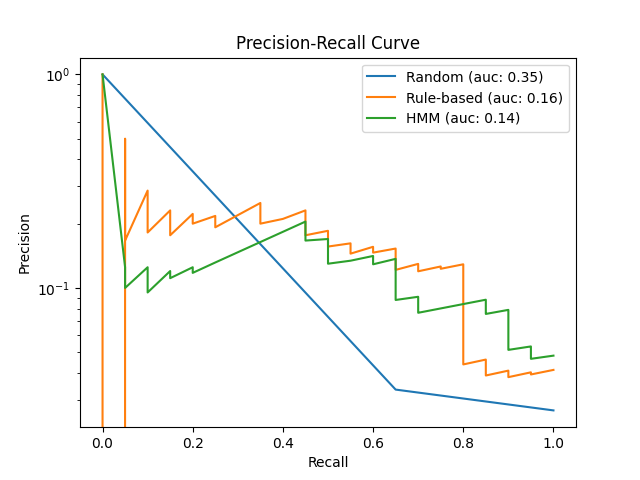 Precision-Recall Curve
Random (auc: 0.35)
Rule-based (auc: 0.16)
HMM (auc: 0.14)
10⁰
10⁻¹
Precision
0.0 0.2 0.4 0.6 0.8 1.0
Recall